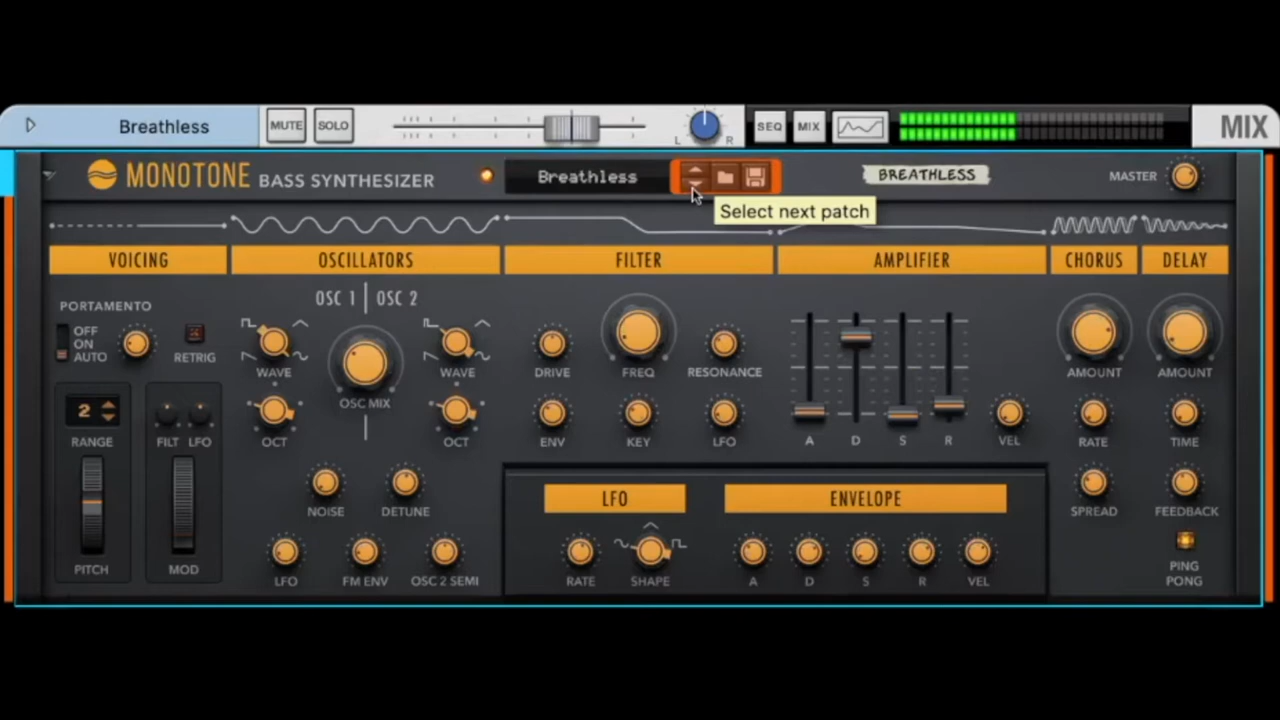 Breathless
MUTE SOLO
L R
SEQ MIX
MIX
MONOTONE BASS SYNTHESIZER
Breathless
BREATHLESS
MASTER
Select next patch
VOICING OSCILLATORS FILTER AMPLIFIER CHORUS DELAY
PORTAMENTO
OFF
ON
AUTO
RETRIG
2
RANGE
FILT LFO
PITCH MOD
OSC 1 OSC 2
WAVE OSC MIX WAVE
OCT OCT
NOISE DETUNE
LFO FM ENV OSC 2 SEMI
DRIVE FREQ RESONANCE
ENV KEY LFO
A D S R VEL
LFO ENVELOPE
RATE SHAPE A D S R VEL
AMOUNT AMOUNT
RATE TIME
SPREAD FEEDBACK
PING
PONG